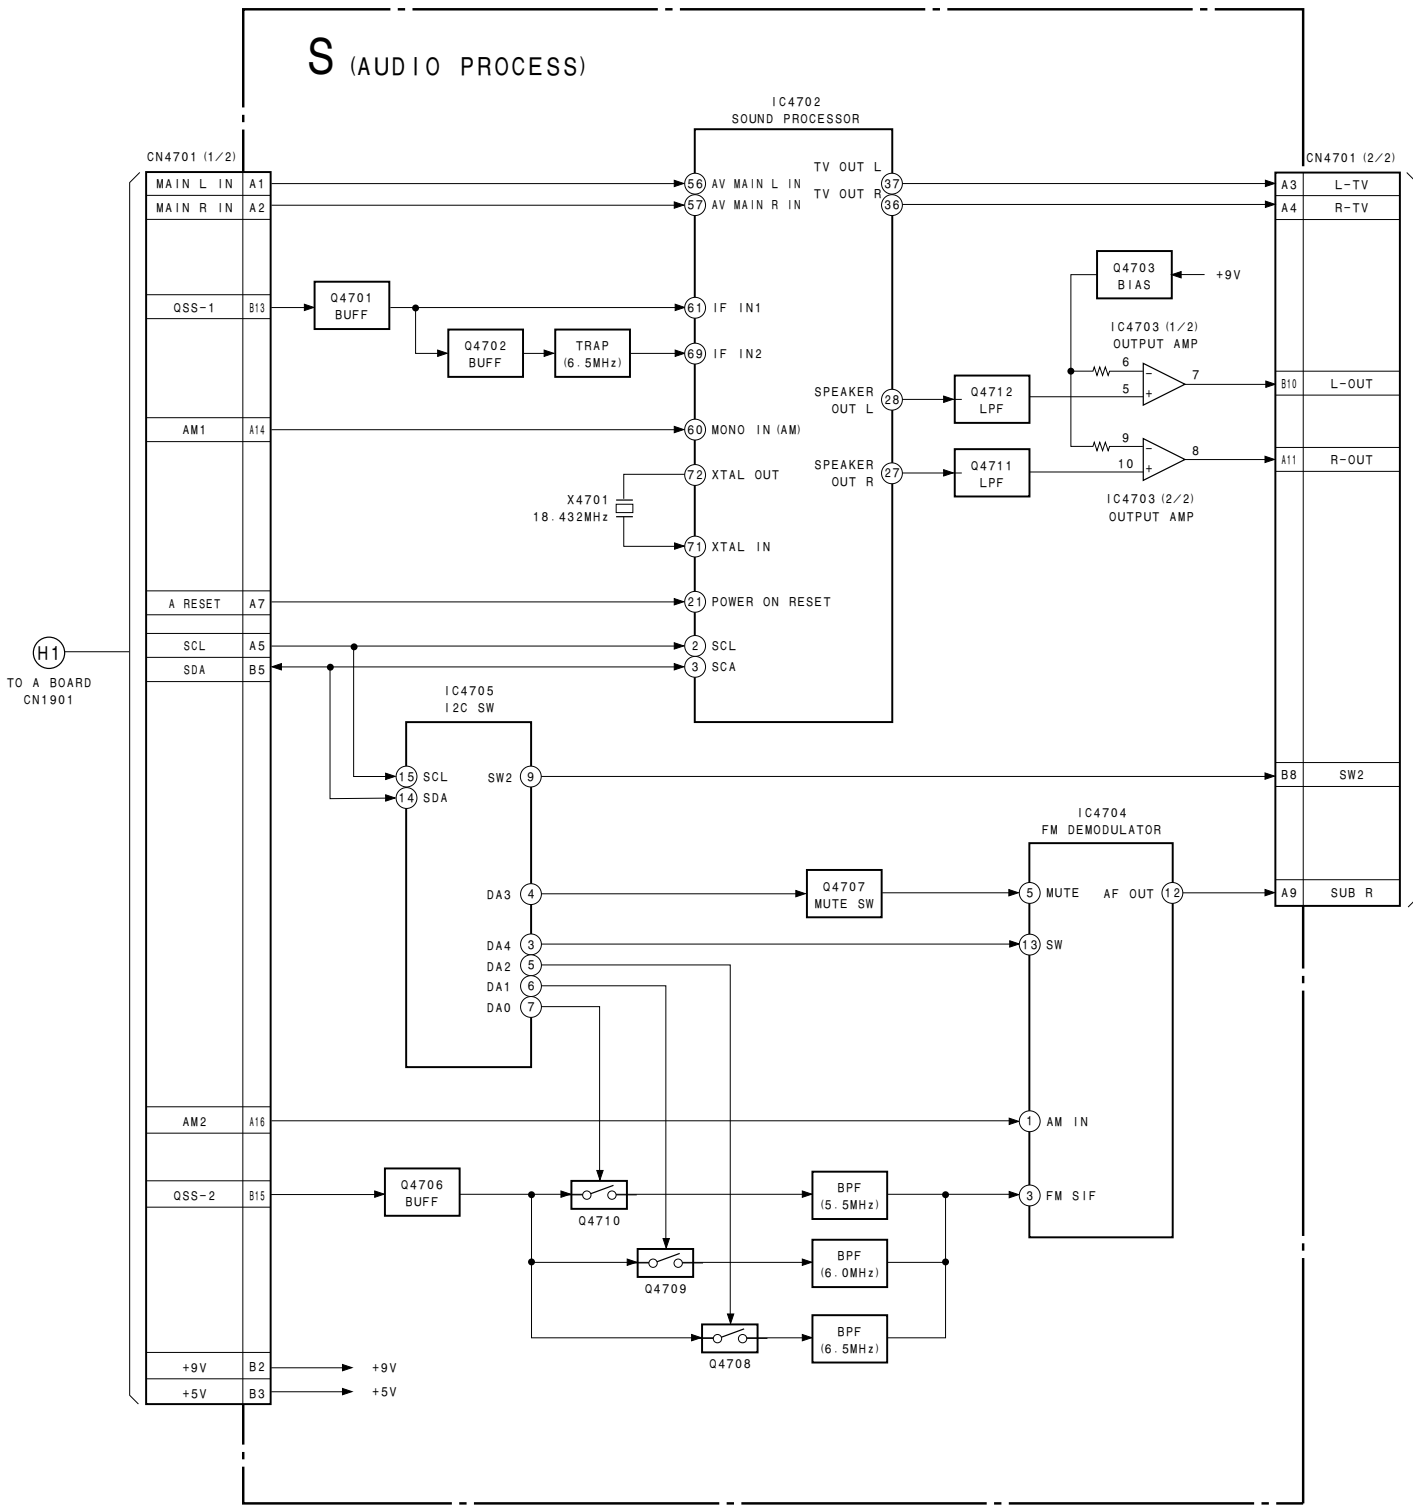 S (AUDIO PROCESS)
IC4702
SOUND PROCESSOR
CN4701 (1/2)
CN4701 (2/2)
MAIN L IN A1
56 AV MAIN L IN
TV OUT L 37
A3 L-TV
MAIN R IN A2
57 AV MAIN R IN
TV OUT R 36
A4 R-TV
Q4703
BIAS
+9V
QSS-1 B13
Q4701
BUFF
61 IF IN1
Q4702
BUFF
TRAP
(6.5MHz)
69 IF IN2
IC4703 (1/2)
OUTPUT AMP
SPEAKER
OUT L 28
Q4712
LPF
6 −
5 +
7
B10 L-OUT
AM1 A14
60 MONO IN (AM)
72 XTAL OUT
X4701
18.432MHz
71 XTAL IN
SPEAKER
OUT R 27
Q4711
LPF
9 −
10 +
8
A11 R-OUT
IC4703 (2/2)
OUTPUT AMP
A RESET A7
21 POWER ON RESET
SCL A5
2 SCL
SDA B5
3 SCA
H1
TO A BOARD
CN1901
IC4705
I2C SW
15 SCL
14 SDA
SW2 9
B8 SW2
IC4704
FM DEMODULATOR
DA3 4
Q4707
MUTE SW
5 MUTE
AF OUT 12
A9 SUB R
DA4 3
13 SW
DA2 5
DA1 6
DA0 7
AM2 A16
1 AM IN
QSS-2 B15
Q4706
BUFF
Q4710
BPF
(5.5MHz)
3 FM SIF
Q4709
BPF
(6.0MHz)
Q4708
BPF
(6.5MHz)
+9V B2
+9V
+5V B3
+5V